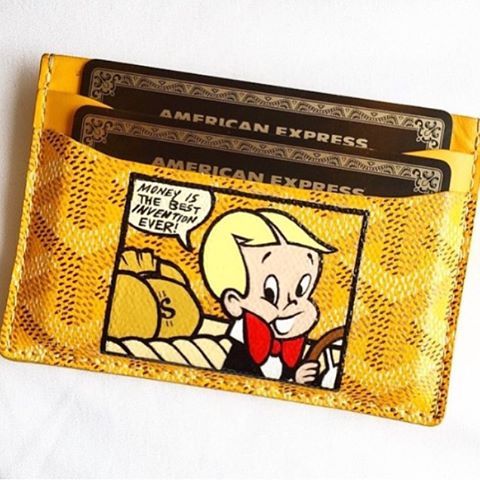 AMERICAN EXPRESS
AMERICAN EXPRESS
MONEY IS
THE BEST
INVENTION
EVER!
$